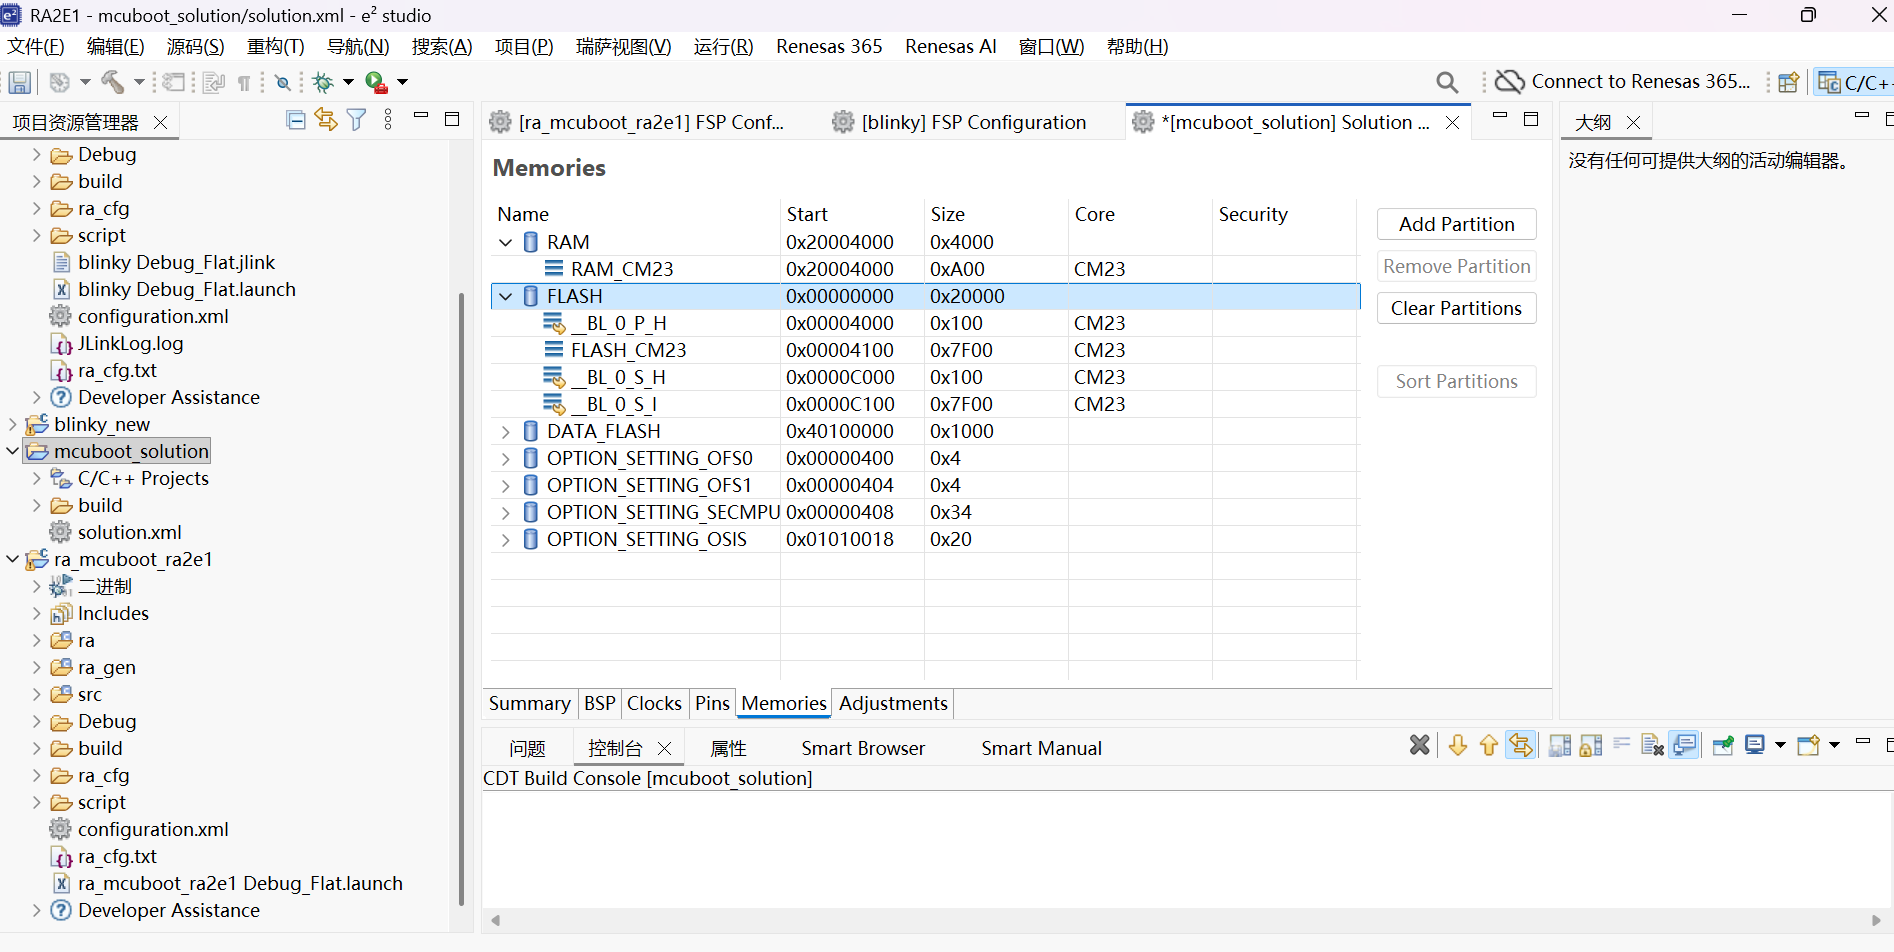 RA2E1 - mcuboot_solution/solution.xml - e² studio
文件(F) 编辑(E) 源码(S) 重构(T) 导航(N) 搜索(A) 项目(P) 瑞萨视图(V) 运行(R) Renesas 365 Renesas AI 窗口(W) 帮助(H)
Connect to Renesas 365... C/C++
项目资源管理器
Debug
build
ra_cfg
script
blinky Debug_Flat.jlink
blinky Debug_Flat.launch
configuration.xml
JLinkLog.log
ra_cfg.txt
Developer Assistance
blinky_new
mcuboot_solution
C/C++ Projects
build
solution.xml
ra_mcuboot_ra2e1
二进制
Includes
ra
ra_gen
src
Debug
build
ra_cfg
script
configuration.xml
ra_cfg.txt
ra_mcuboot_ra2e1 Debug_Flat.launch
Developer Assistance
[ra_mcuboot_ra2e1] FSP Conf... [blinky] FSP Configuration *[mcuboot_solution] Solution ...
Memories
Name Start Size Core Security
RAM 0x20004000 0x4000
RAM_CM23 0x20004000 0xA00 CM23
FLASH 0x00000000 0x20000
__BL_0_P_H 0x00004000 0x100 CM23
FLASH_CM23 0x00004100 0x7F00 CM23
__BL_0_S_H 0x0000C000 0x100 CM23
__BL_0_S_I 0x0000C100 0x7F00 CM23
DATA_FLASH 0x40100000 0x1000
OPTION_SETTING_OFS0 0x00000400 0x4
OPTION_SETTING_OFS1 0x00000404 0x4
OPTION_SETTING_SECMPU 0x00000408 0x34
OPTION_SETTING_OSIS 0x01010018 0x20
Add Partition
Remove Partition
Clear Partitions
Sort Partitions
Summary BSP Clocks Pins Memories Adjustments
问题 控制台 属性 Smart Browser Smart Manual
CDT Build Console [mcuboot_solution]
大纲
没有任何可提供大纲的活动编辑器。